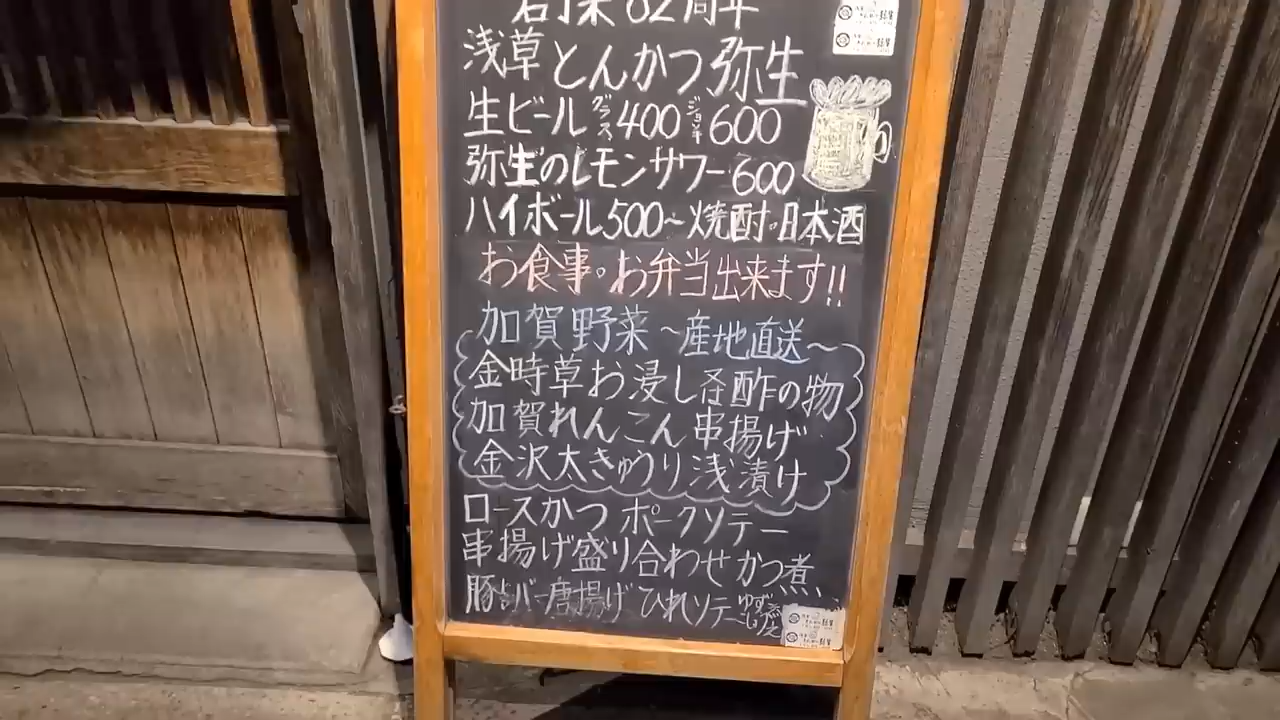 創業62周年
浅草とんかつ弥生
生ビール グラス400 ジョッキ600
弥生のレモンサワー600
ハイボール500~焼酎・日本酒
お食事・お弁当出来ます!!
加賀野菜~産地直送~
金時草お浸し 酢の物
加賀れんこん串揚げ
金沢太きゅうり浅漬け
ロースかつ ポークソテー
串揚げ盛り合わせ かつ煮
豚レバー唐揚げ ひれソテー